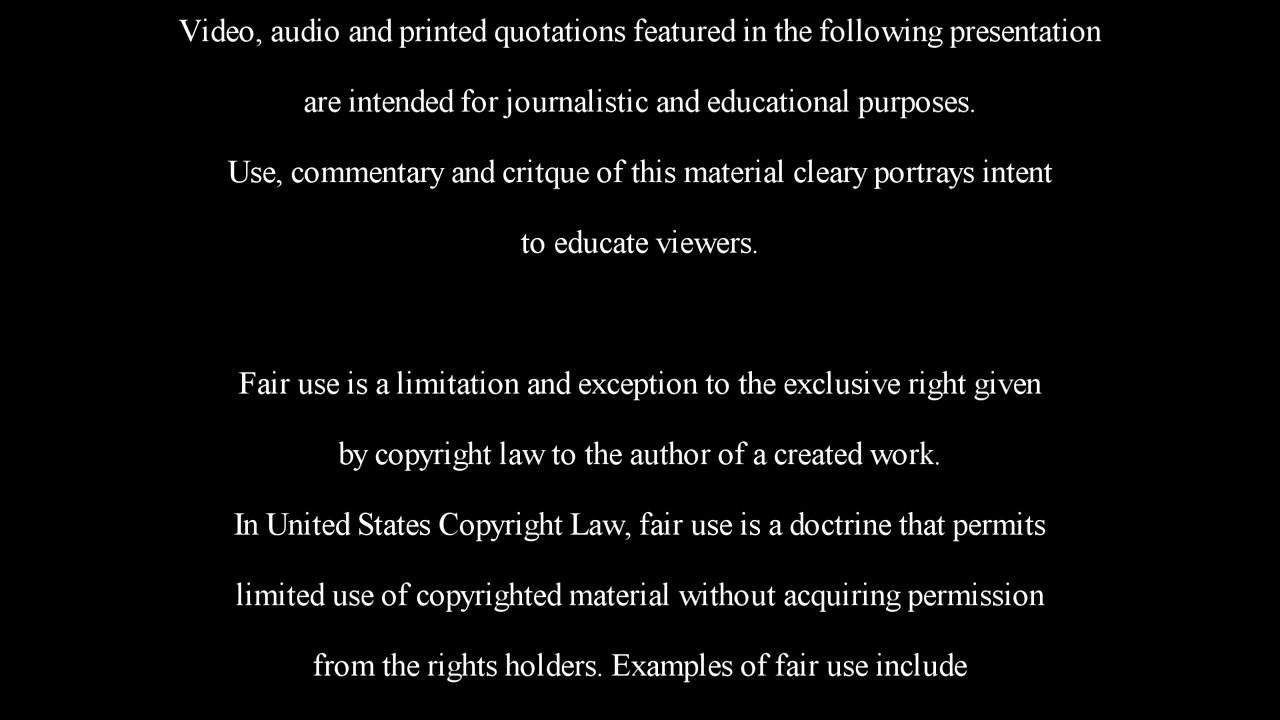 Video, audio and printed quotations featured in the following presentation
are intended for journalistic and educational purposes.
Use, commentary and critque of this material cleary portrays intent
to educate viewers.
Fair use is a limitation and exception to the exclusive right given
by copyright law to the author of a created work.
In United States Copyright Law, fair use is a doctrine that permits
limited use of copyrighted material without acquiring permission
from the rights holders. Examples of fair use include